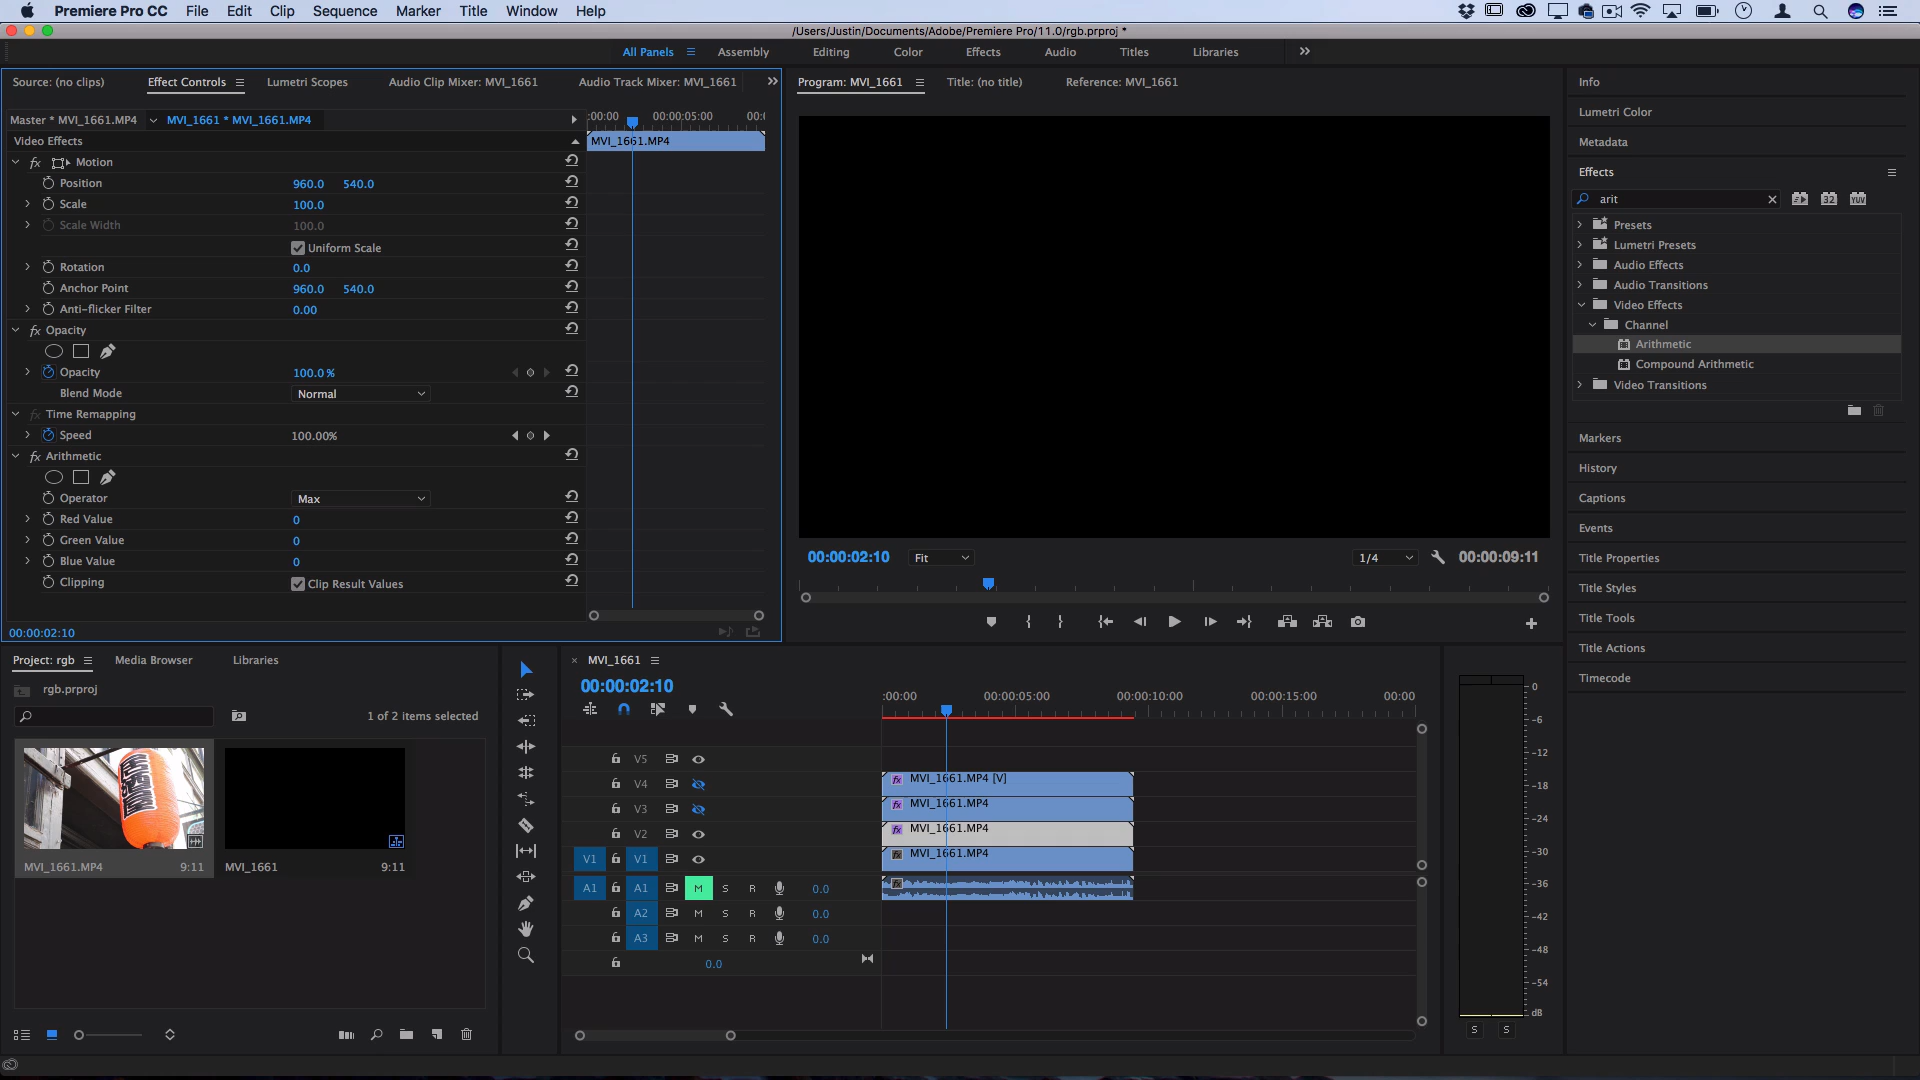 Premiere Pro CC File Edit Clip Sequence Marker Title Window Help
/Users/Justin/Documents/Adobe/Premiere Pro/11.0/rgb.prproj *
All Panels Assembly Editing Color Effects Audio Titles Libraries
Source: (no clips) Effect Controls Lumetri Scopes Audio Clip Mixer: MVI_1661 Audio Track Mixer: MVI_1661
Master * MVI_1661.MP4 MVI_1661 * MVI_1661.MP4
:00:00 00:00:05:00 00:(
Video Effects
MVI_1661.MP4
fx Motion
Position 960.0 540.0
Scale 100.0
Scale Width 100.0
Uniform Scale
Rotation 0.0
Anchor Point 960.0 540.0
Anti-flicker Filter 0.00
fx Opacity
Opacity 100.0 %
Blend Mode Normal
fx Time Remapping
Speed 100.00%
fx Arithmetic
Operator Max
Red Value 0
Green Value 0
Blue Value 0
Clipping Clip Result Values
00:00:02:10
Program: MVI_1661 Title: (no title) Reference: MVI_1661
00:00:02:10 Fit 1/4 00:00:09:11
Info
Lumetri Color
Metadata
Effects
arit 32 YUV
Presets
Lumetri Presets
Audio Effects
Audio Transitions
Video Effects
Channel
Arithmetic
Compound Arithmetic
Video Transitions
Markers
History
Captions
Events
Title Properties
Title Styles
Title Tools
Title Actions
Timecode
Project: rgb Media Browser Libraries
rgb.prproj
1 of 2 items selected
MVI_1661.MP4 9:11
MVI_1661 9:11
MVI_1661
00:00:02:10
:00:00 00:00:05:00 00:00:10:00 00:00:15:00 00:00
V5
V4 fx MVI_1661.MP4 [V]
V3 fx MVI_1661.MP4
V2 fx MVI_1661.MP4
V1 V1 fx MVI_1661.MP4
A1 A1 M S R 0.0
A2 M S R 0.0
A3 M S R 0.0
0.0
0
-6
-12
-18
-24
-30
-36
-42
-48
-54
dB
S S